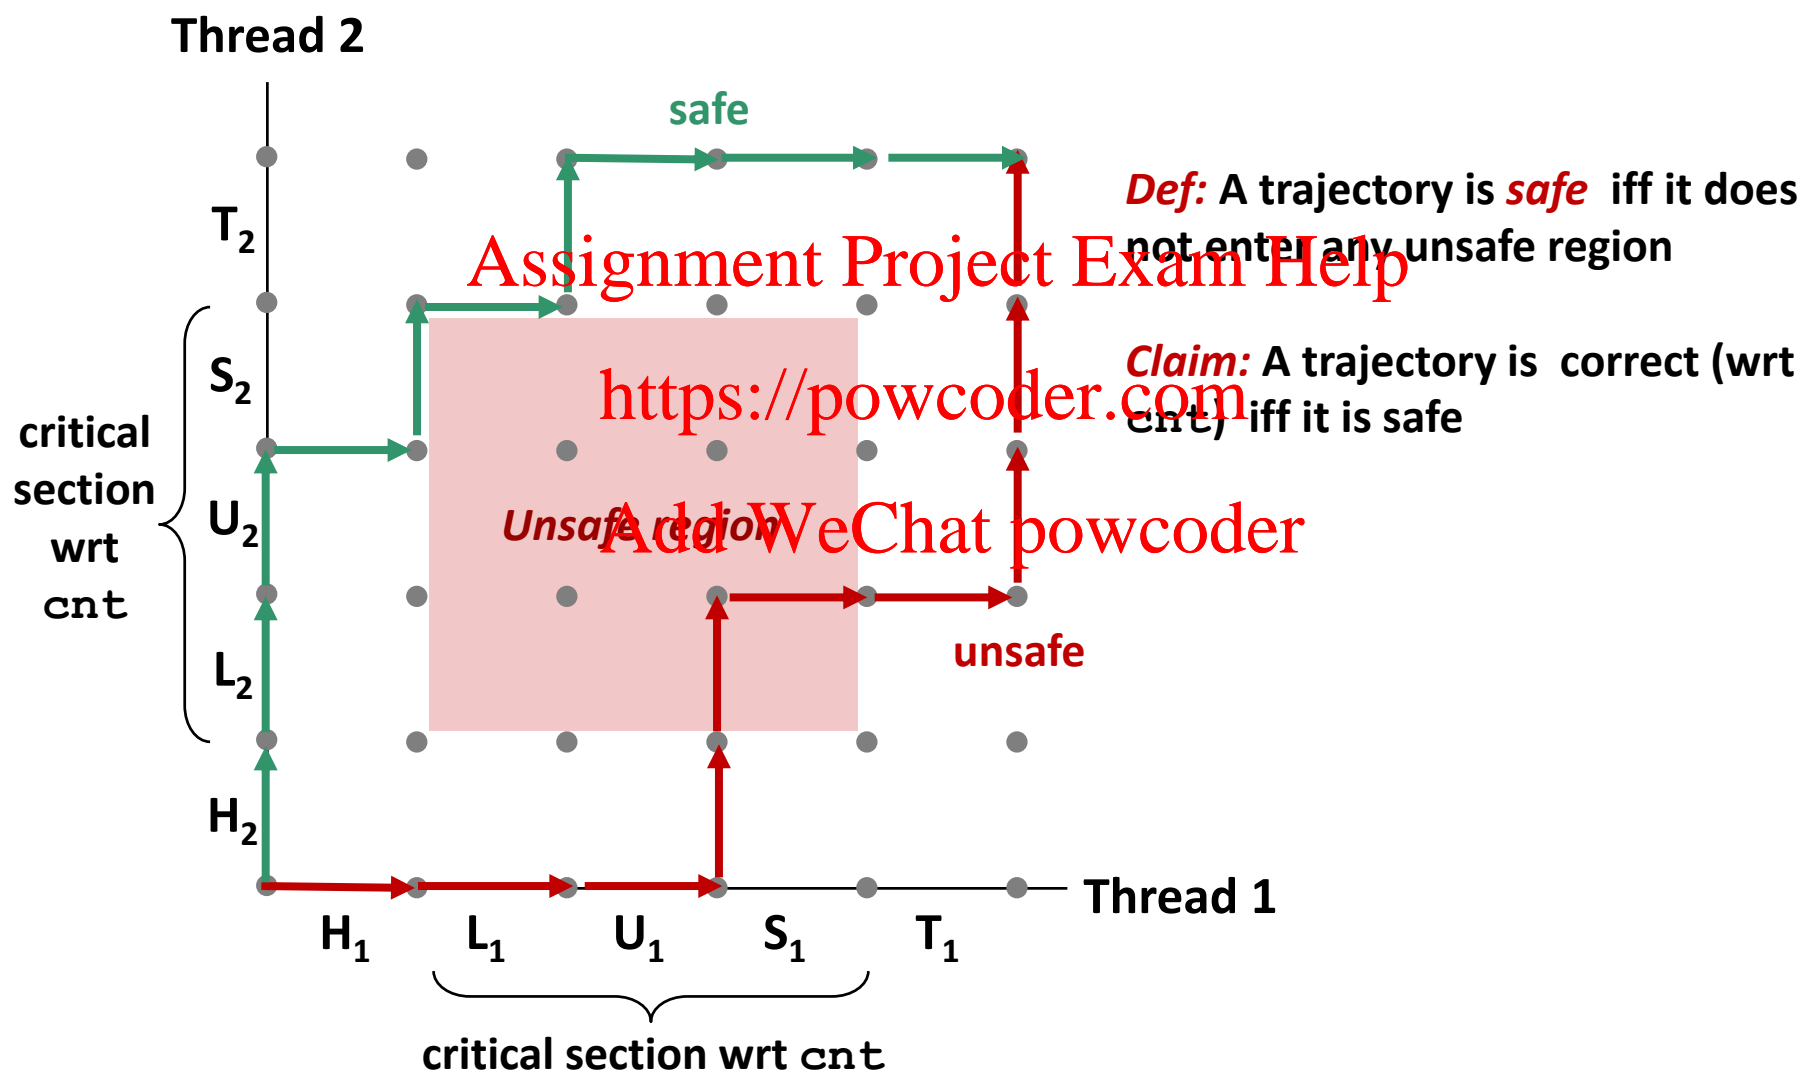 Thread 2
safe
Def: A trajectory is safe iff it does
not enter any unsafe region
T2
Assignment Project Exam Help
Claim: A trajectory is correct (wrt
cnt) iff it is safe
S2
https://powcoder.com
critical
section
wrt
cnt
U2
Unsafe region
Add WeChat powcoder
L2
unsafe
H2
Thread 1
H1 L1 U1 S1 T1
critical section wrt cnt